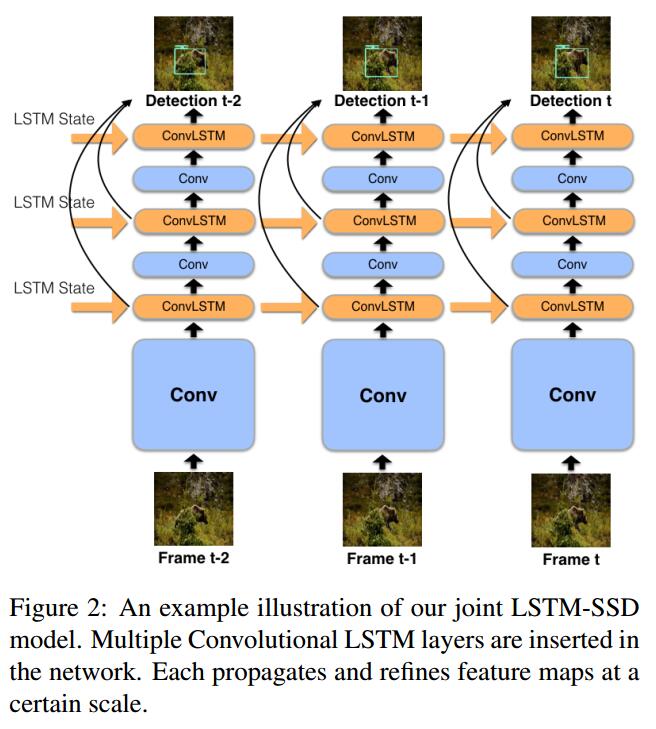 Detection t-2
Detection t-1
Detection t
LSTM State
ConvLSTM
ConvLSTM
ConvLSTM
Conv
Conv
Conv
LSTM State
ConvLSTM
ConvLSTM
ConvLSTM
Conv
Conv
Conv
LSTM State
ConvLSTM
ConvLSTM
ConvLSTM
Conv
Conv
Conv
Frame t-2
Frame t-1
Frame t
Figure 2: An example illustration of our joint LSTM-SSD
model. Multiple Convolutional LSTM layers are inserted in
the network. Each propagates and refines feature maps at a
certain scale.